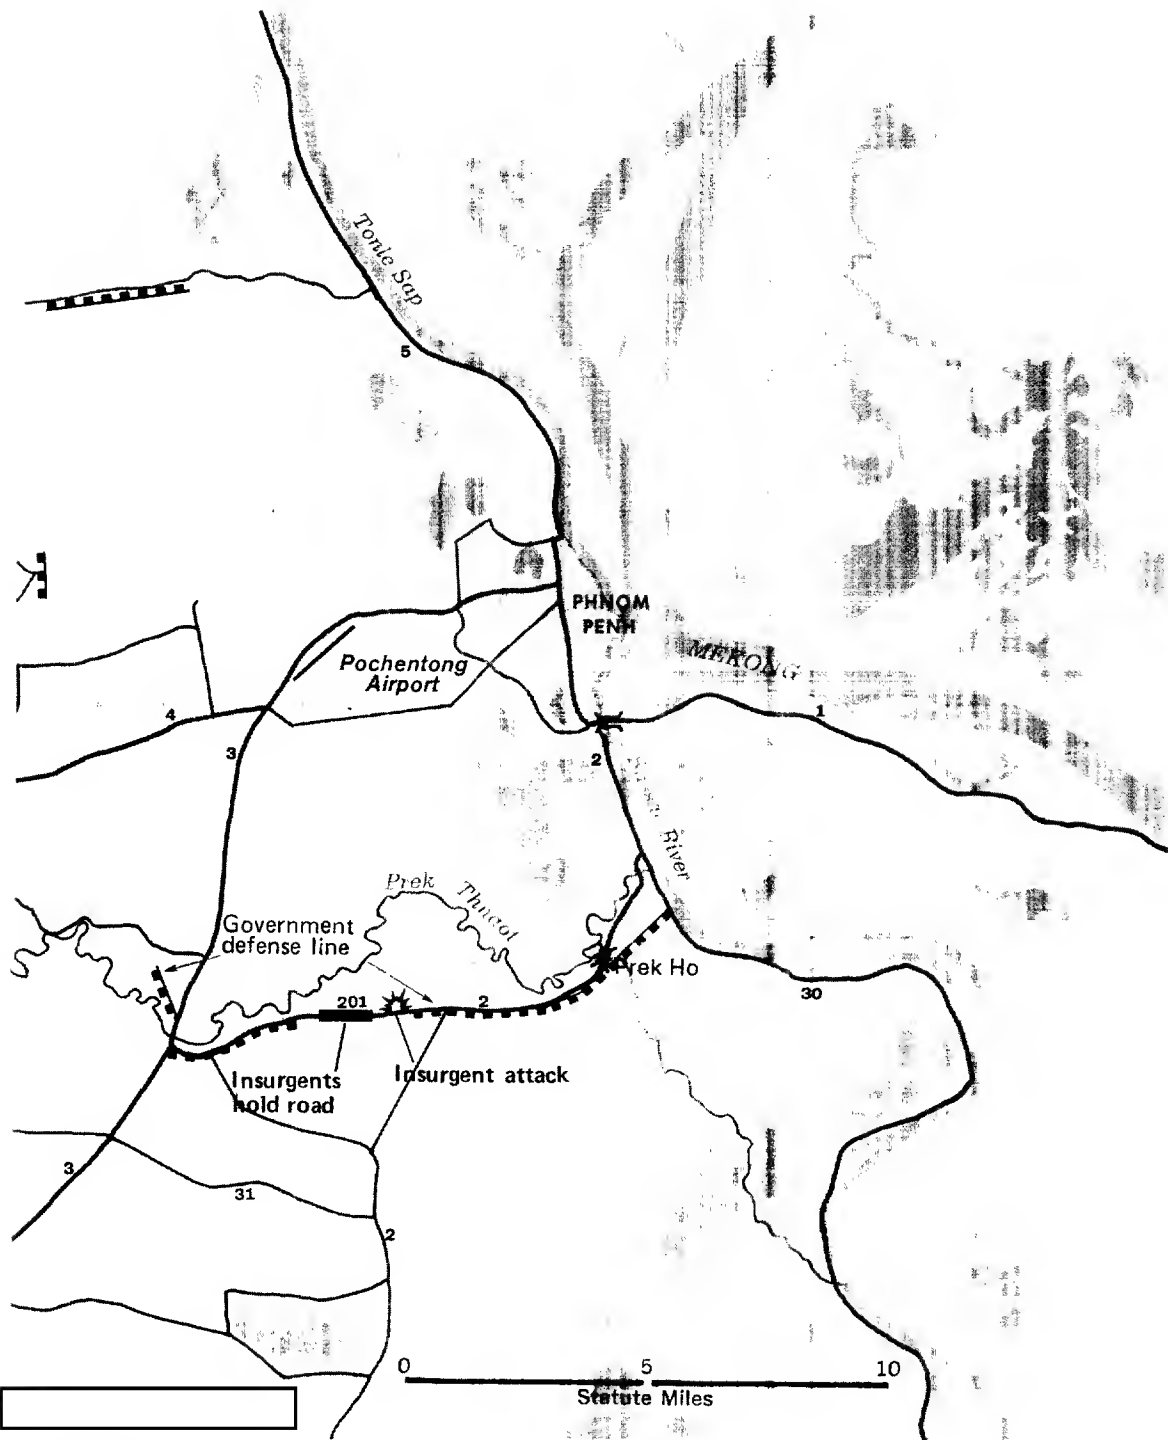 Tonle Sap
5
PHNOM
PENH
MEKONG
Pochentong
Airport
4
1
3
2
River
Prek
Thnot
Government
defense line
Prek Ho
30
201
2
Insurgents
hold road
Insurgent attack
3
31
2
0 5 10
Statute Miles